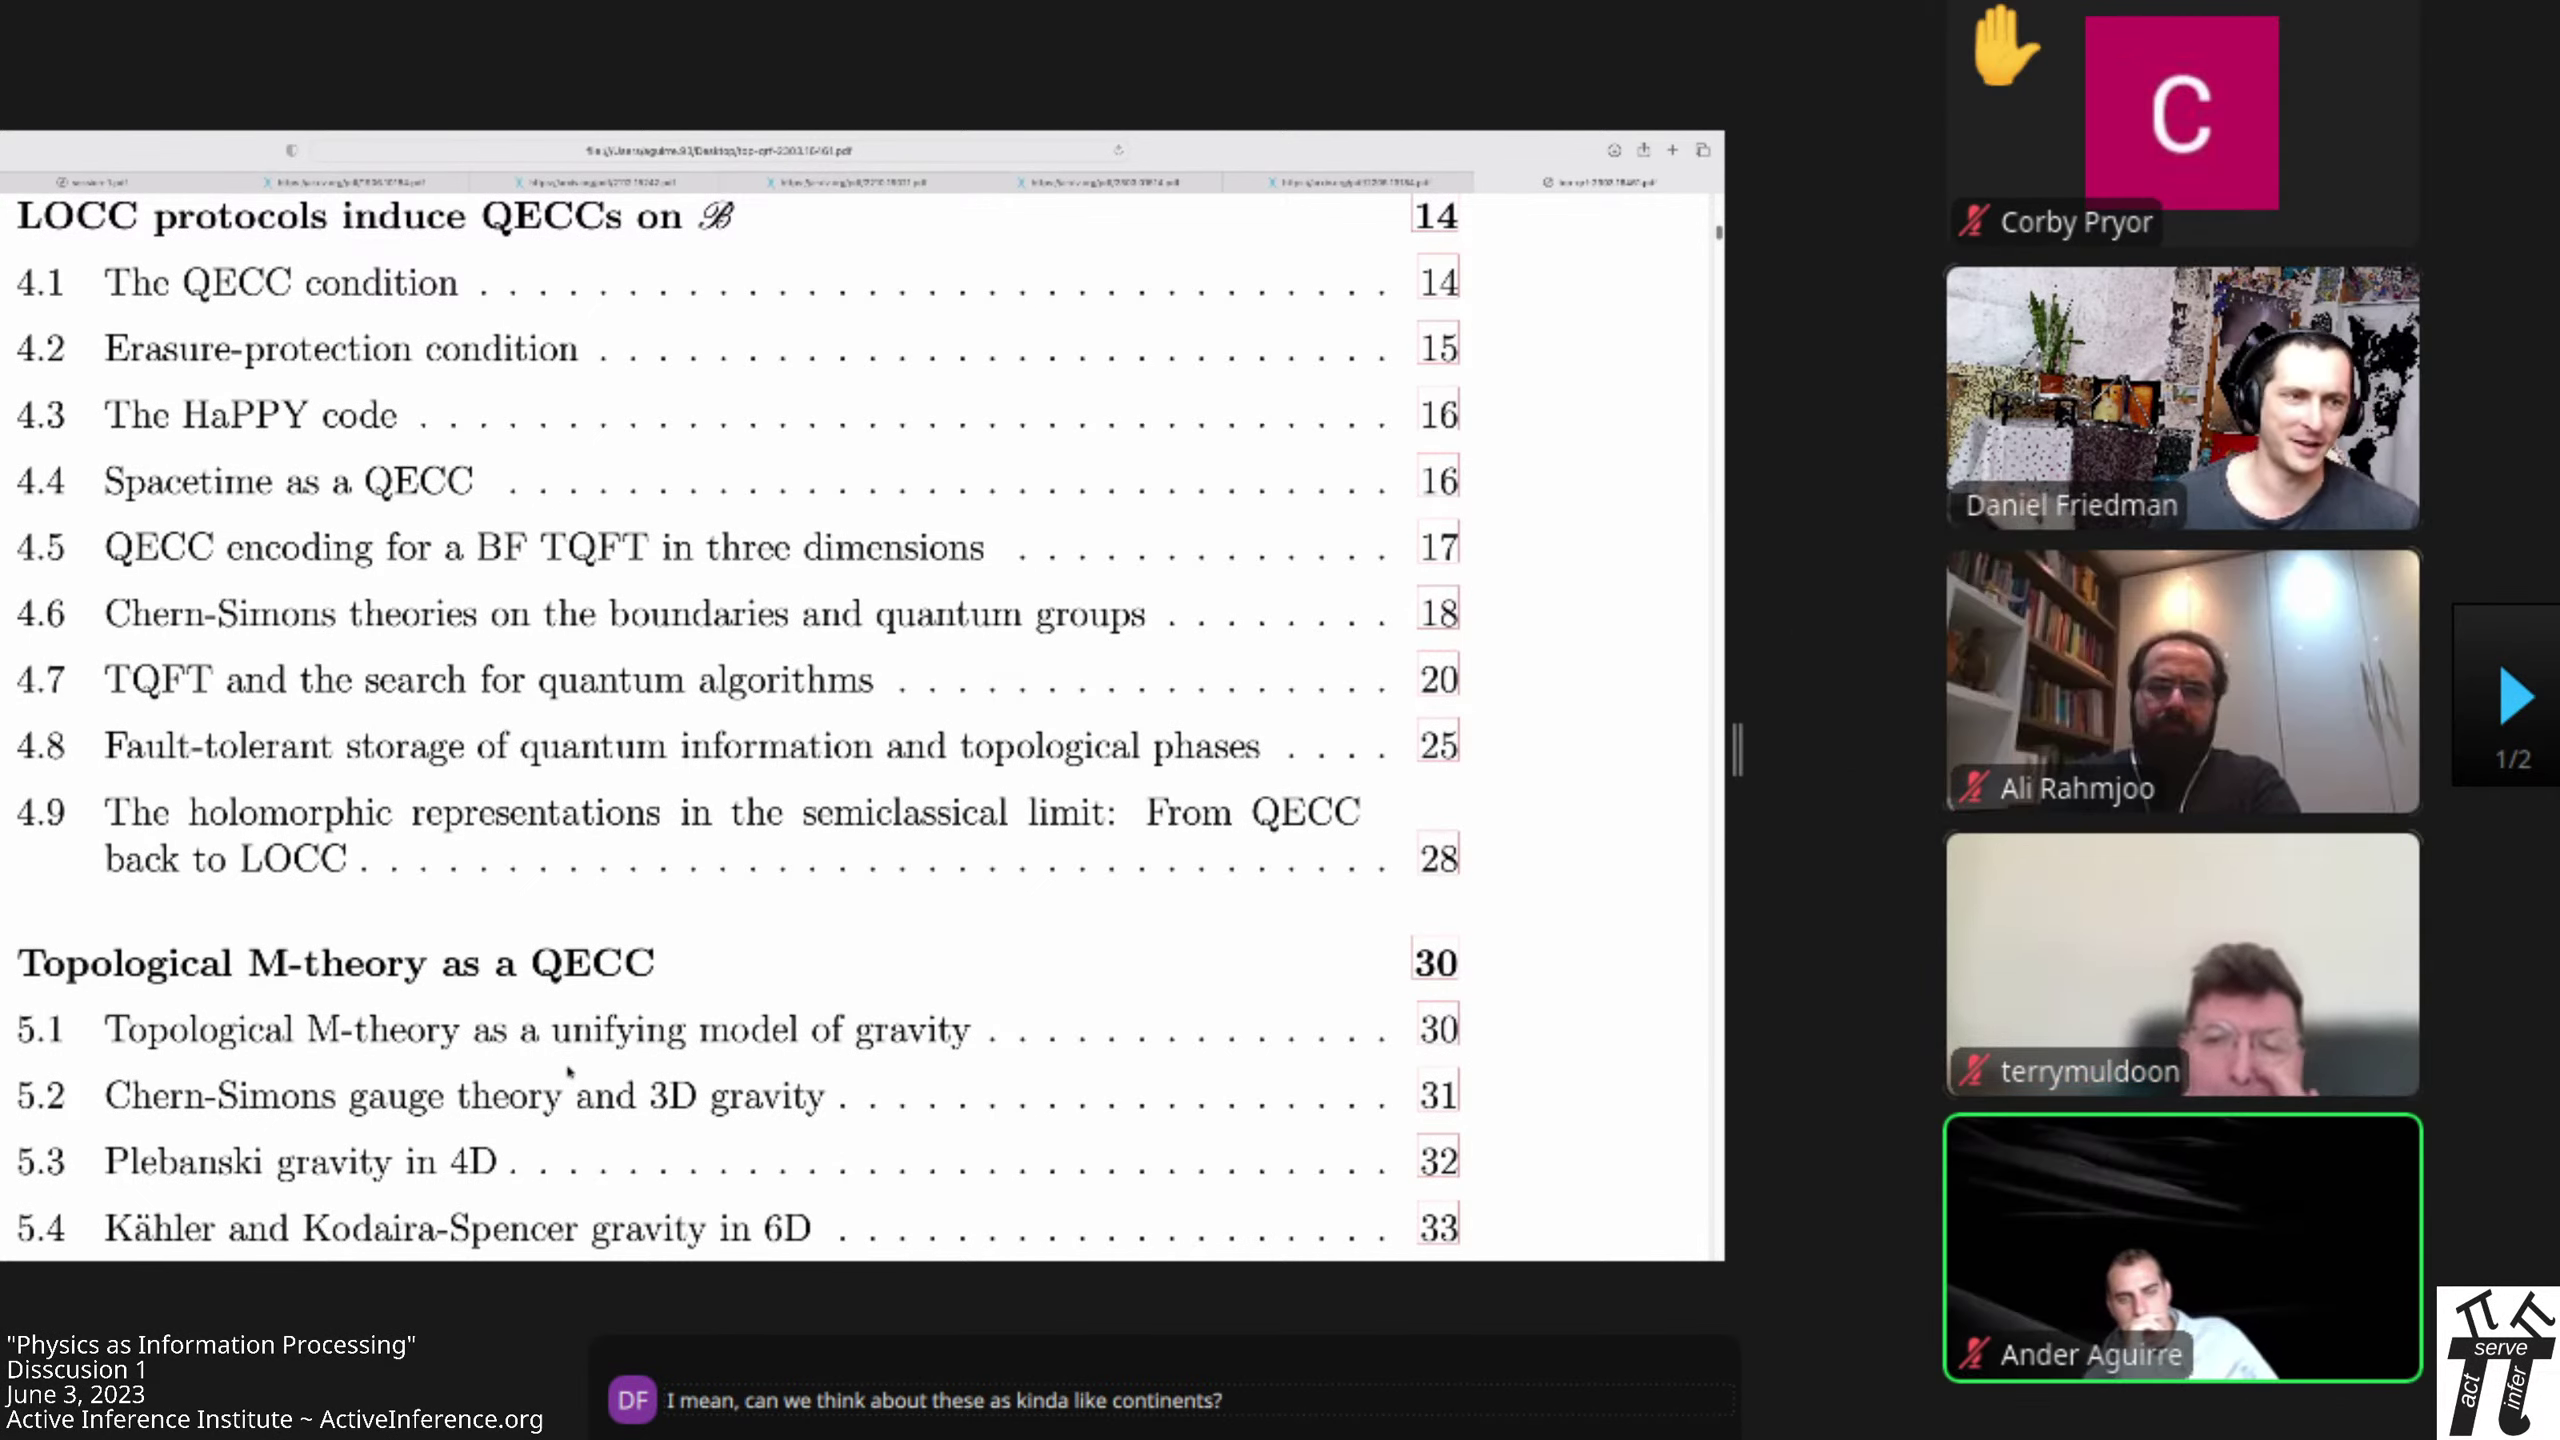 LOCC protocols induce QECCs on ℬ 14
4.1 The QECC condition 14
4.2 Erasure-protection condition 15
4.3 The HaPPY code 16
4.4 Spacetime as a QECC 16
4.5 QECC encoding for a BF TQFT in three dimensions 17
4.6 Chern-Simons theories on the boundaries and quantum groups 18
4.7 TQFT and the search for quantum algorithms 20
4.8 Fault-tolerant storage of quantum information and topological phases 25
4.9 The holomorphic representations in the semiclassical limit: From QECC
back to LOCC 28
Topological M-theory as a QECC 30
5.1 Topological M-theory as a unifying model of gravity 30
5.2 Chern-Simons gauge theory and 3D gravity 31
5.3 Plebanski gravity in 4D 32
5.4 Kähler and Kodaira-Spencer gravity in 6D 33
C
Corby Pryor
Daniel Friedman
Ali Rahmjoo
terrymuldoon
Ander Aguirre
1/2
"Physics as Information Processing"
Disscusion 1
June 3, 2023
Active Inference Institute ~ ActiveInference.org
DF I mean, can we think about these as kinda like continents?
serve
act
infer